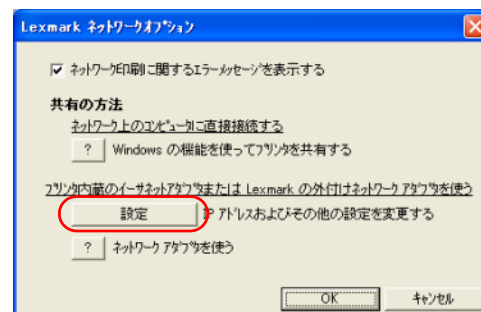 Lexmark ネットワークオプション
ネットワーク印刷に関するエラーメッセージを表示する
共有の方法
ネットワーク上のコンピュータに直接接続する
? Windows の機能を使ってプリンタを共有する
プリンタ内蔵のイーサネットアダプタまたは Lexmark の外付けネットワーク アダプタを使う
設定 IP アドレスおよびその他の設定を変更する
? ネットワーク アダプタを使う
OK キャンセル